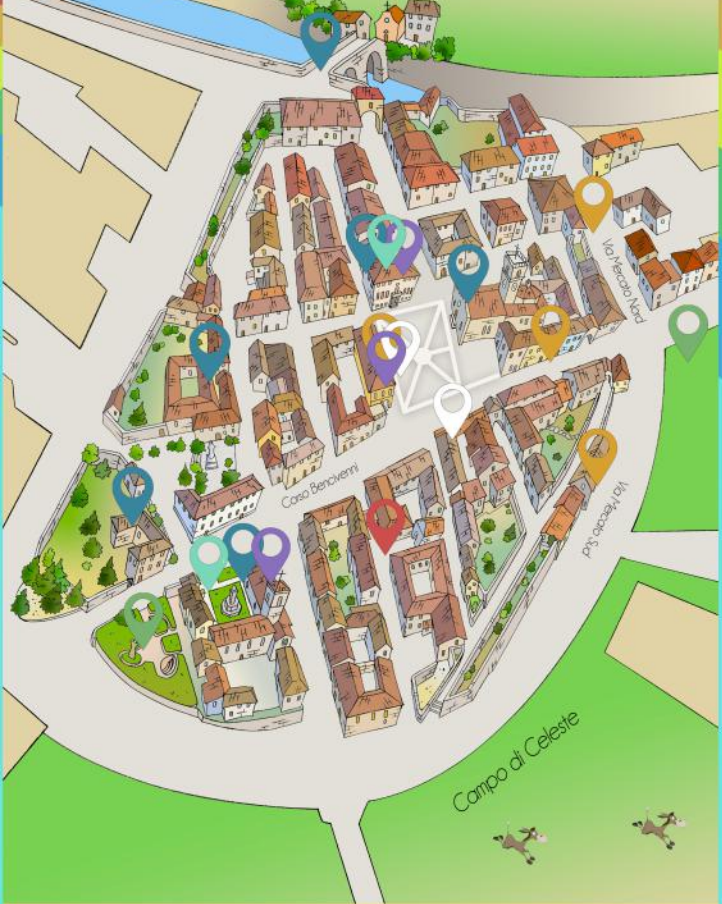 Via Mercato Nord
Corso Bencivenni
Via Mercato Sud
Campo di Celeste